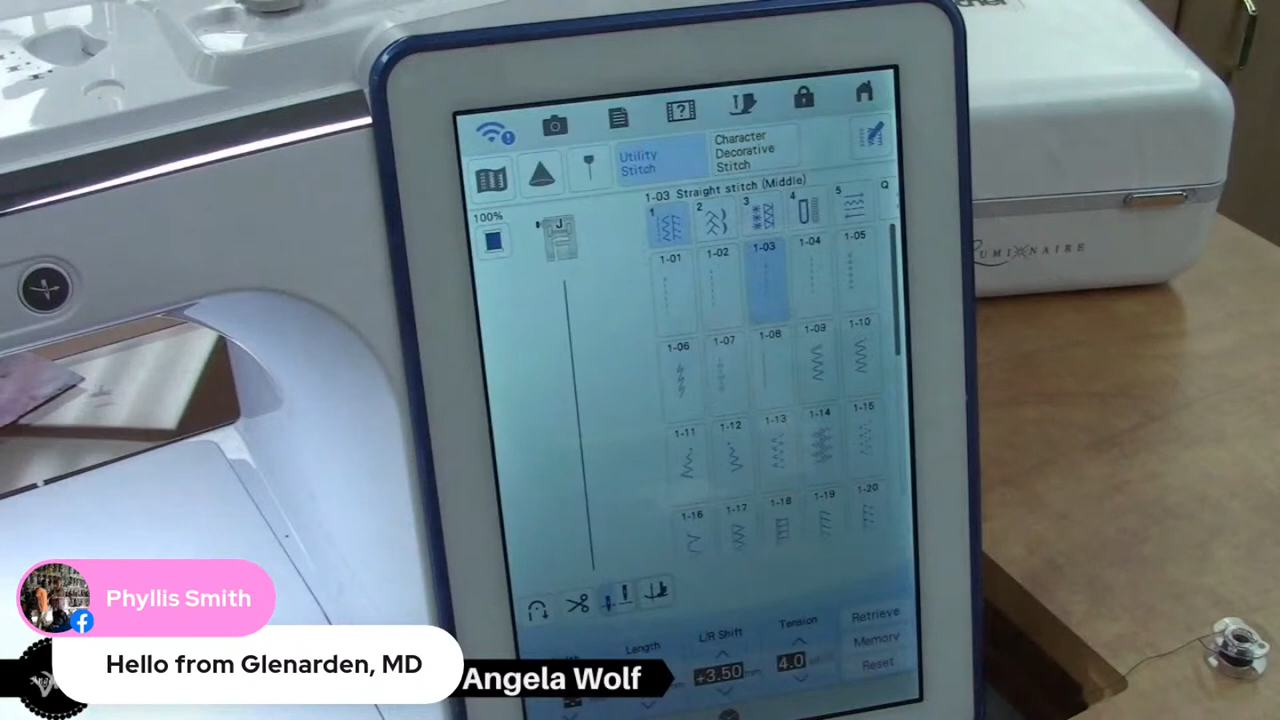 Utility
Stitch
Character
Decorative
Stitch
1-03 Straight stitch (Middle)
100%
J
1
2
3
4
5
Q
1-01
1-02
1-03
1-04
1-05
1-06
1-07
1-08
1-09
1-10
1-11
1-12
1-13
1-14
1-15
1-16
1-17
1-18
1-19
1-20
Length
L/R Shift
Tension
+3.50
4.0
Retrieve
Memory
Reset
LUMINAIRE
Phyllis Smith
Hello from Glenarden, MD
Angela Wolf